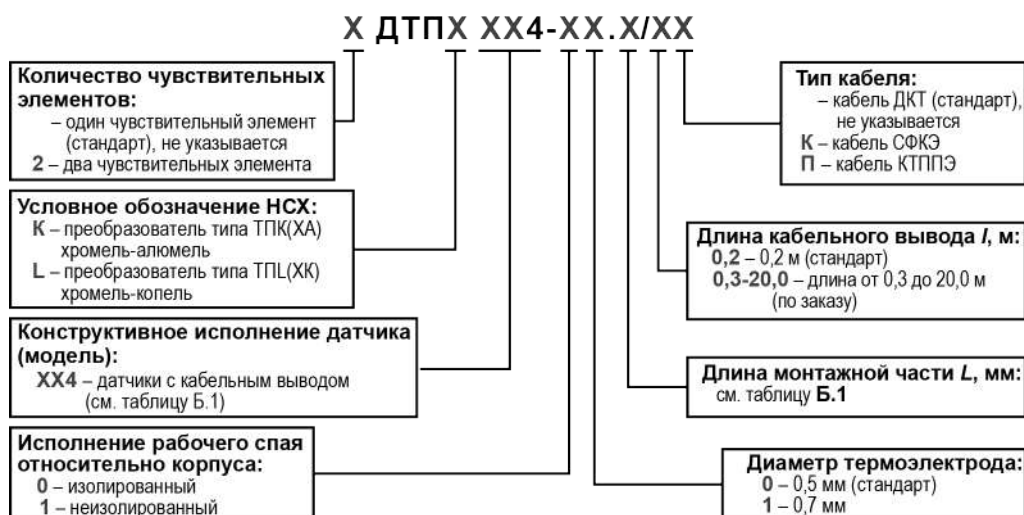 X ДТПX XX4-XX.X/XX
Количество чувствительных
элементов:
– один чувствительный элемент
(стандарт), не указывается
2 – два чувствительных элемента
Условное обозначение НСХ:
К – преобразователь типа ТПК(ХА)
хромель-алюмель
L – преобразователь типа ТПL(ХК)
хромель-копель
Конструктивное исполнение датчика
(модель):
XX4 – датчики с кабельным выводом
(см. таблицу Б.1)
Исполнение рабочего спая
относительно корпуса:
0 – изолированный
1 – неизолированный
Тип кабеля:
– кабель ДКТ (стандарт),
не указывается
К – кабель СФКЭ
П – кабель КТППЭ
Длина кабельного вывода l, м:
0,2 – 0,2 м (стандарт)
0,3-20,0 – длина от 0,3 до 20,0 м
(по заказу)
Длина монтажной части L, мм:
см. таблицу Б.1
Диаметр термоэлектрода:
0 – 0,5 мм (стандарт)
1 – 0,7 мм